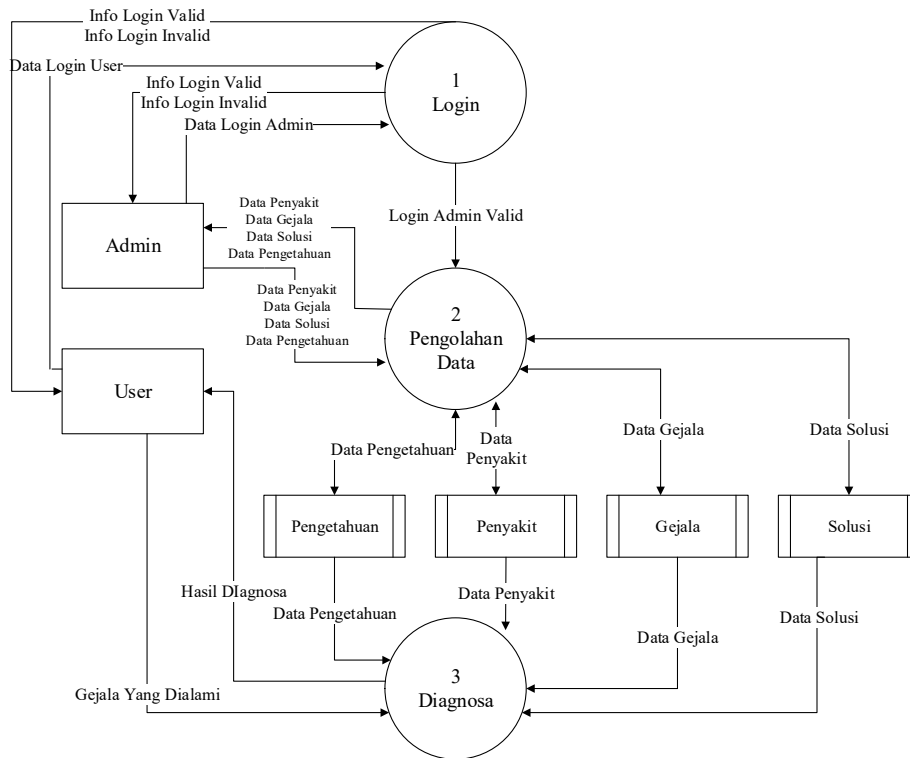 Info Login Valid
Info Login Invalid
Data Login User
Info Login Valid
Info Login Invalid
Data Login Admin
1
Login
Login Admin Valid
Admin
Data Penyakit
Data Gejala
Data Solusi
Data Pengetahuan
Data Penyakit
Data Gejala
Data Solusi
Data Pengetahuan
2
Pengolahan
Data
User
Data Pengetahuan
Data
Penyakit
Data Gejala
Data Solusi
Pengetahuan
Penyakit
Gejala
Solusi
Hasil DIagnosa
Data Pengetahuan
Data Penyakit
Data Gejala
Data Solusi
3
Diagnosa
Gejala Yang Dialami